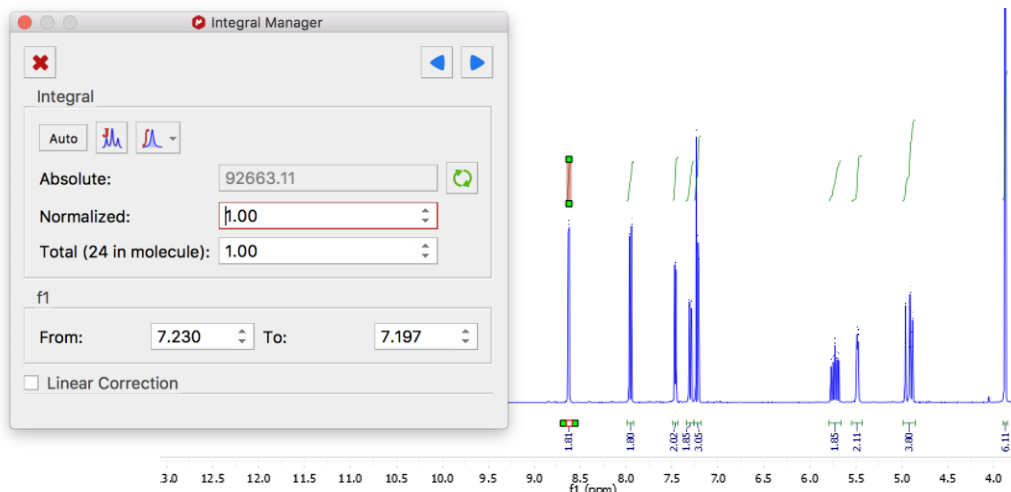 Integral Manager
Integral
Auto
Absolute: 92663.11
Normalized: 1.00
Total (24 in molecule): 1.00
f1
From: 7.230 To: 7.197
Linear Correction
1.81 1.80 2.02 1.85 3.05 1.85 2.11 3.80 6.11
3.0 12.5 12.0 11.5 11.0 10.5 10.0 9.5 9.0 8.5 8.0 7.5 7.0 6.5 6.0 5.5 5.0 4.5 4.0
f1 (ppm)